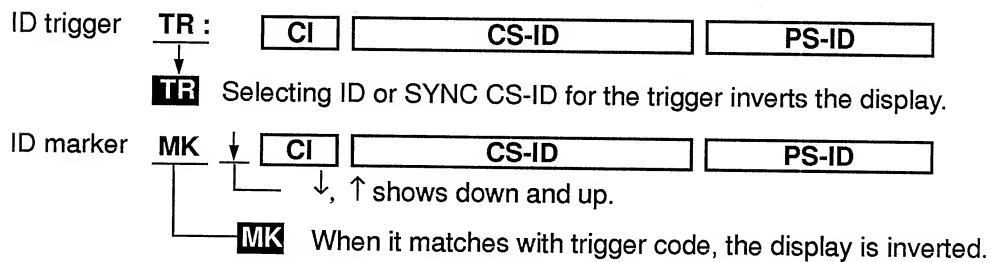 ID trigger TR : CI CS-ID PS-ID
TR Selecting ID or SYNC CS-ID for the trigger inverts the display.
ID marker MK ↓ CI CS-ID PS-ID
↓, ↑ shows down and up.
MK When it matches with trigger code, the display is inverted.